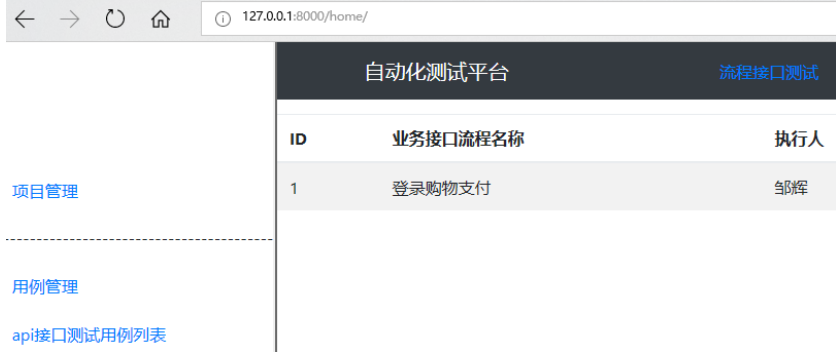 127.0.0.1:8000/home/
自动化测试平台 流程接口测试
ID 业务接口流程名称 执行人
1 登录购物支付 邹辉
项目管理
用例管理
api接口测试用例列表